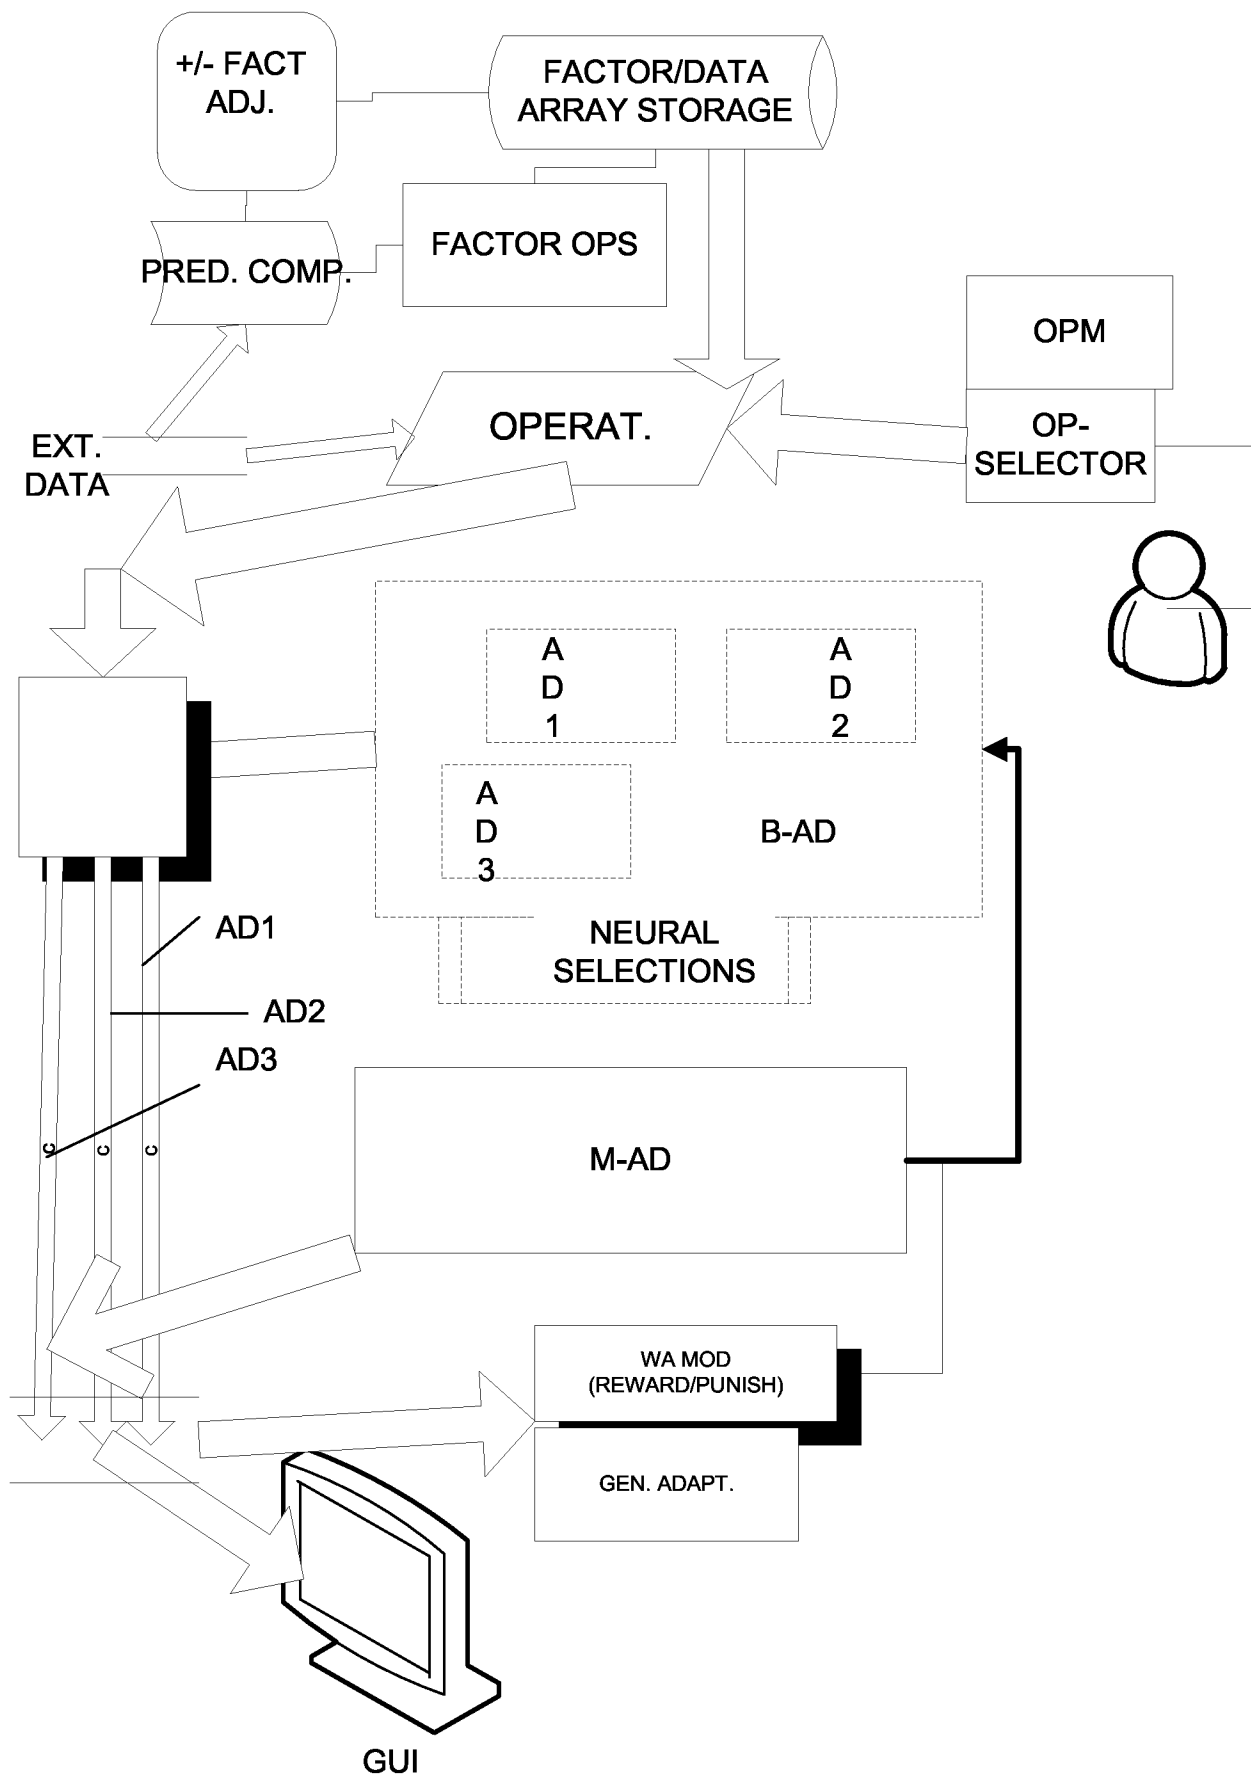 +/- FACT
ADJ.
FACTOR/DATA
ARRAY STORAGE
FACTOR OPS
PRED. COMP.
OPM
OP-
SELECTOR
OPERAT.
EXT.
DATA
A
D
1
A
D
2
A
D
3
B-AD
NEURAL
SELECTIONS
AD1
AD2
AD3
C
C
C
M-AD
WA MOD
(REWARD/PUNISH)
GEN. ADAPT.
GUI